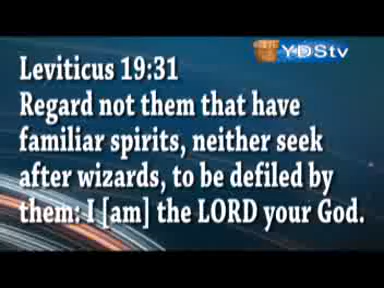 YDStv
Leviticus 19:31
Regard not them that have
familiar spirits, neither seek
after wizards, to be defiled by
them: I [am] the LORD your God.